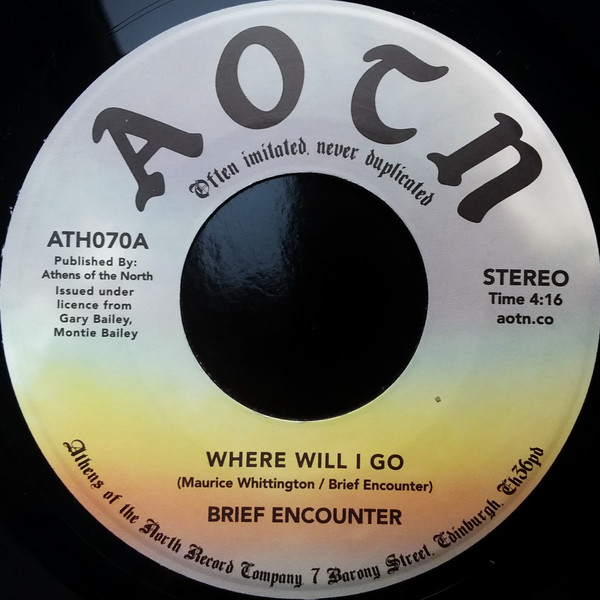 AOTN
Often imitated, never duplicated
ATH070A
Published By:
Athens of the North
Issued under
licence from
Gary Bailey,
Montie Bailey
STEREO
Time 4:16
aotn.co
WHERE WILL I GO
(Maurice Whittington / Brief Encounter)
BRIEF ENCOUNTER
Athens of the North Record Company, 7 Barony Street, Edinburgh, Eh36pd